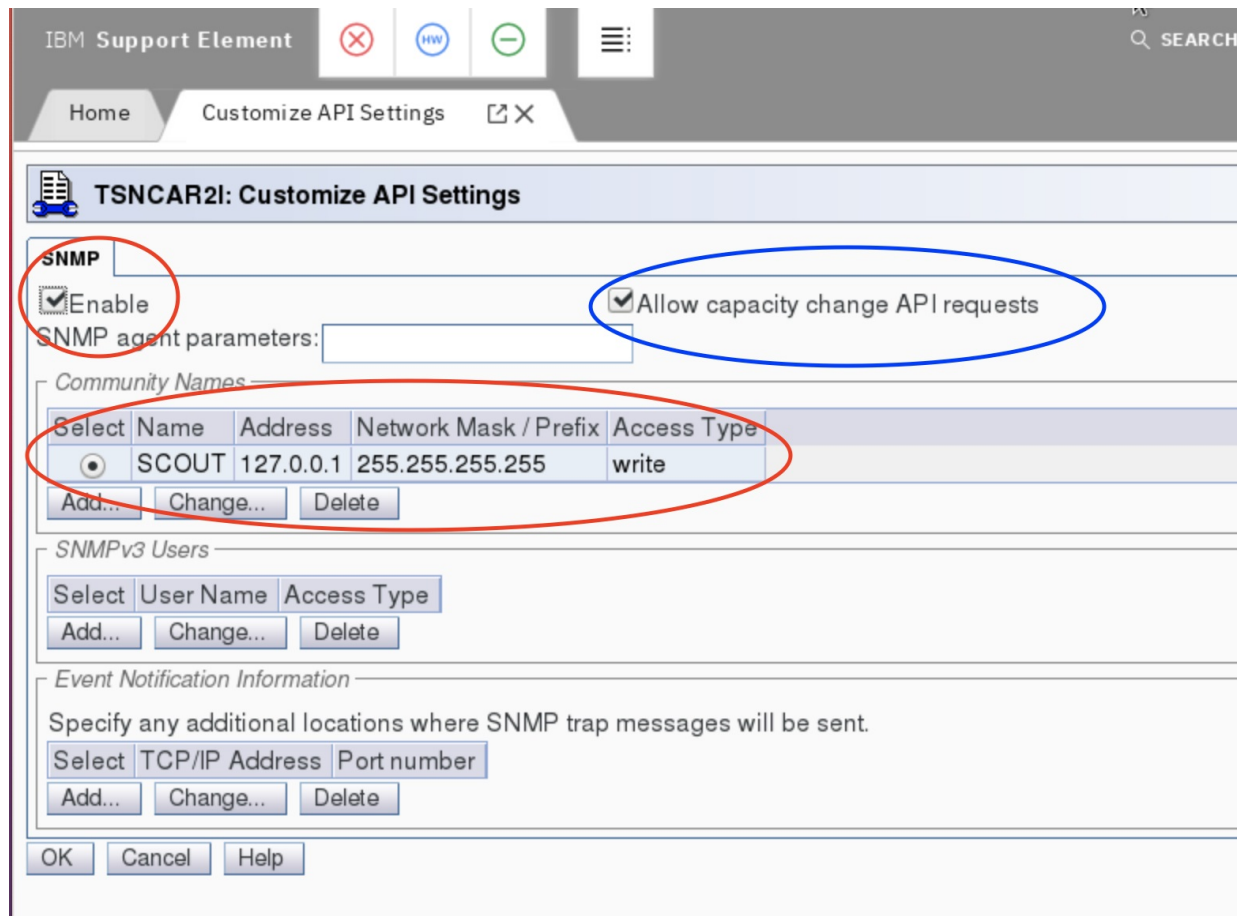 IBM Support Element
HW
SEARCH
Home
Customize API Settings
TSNCAR2I: Customize API Settings
SNMP
Enable
Allow capacity change API requests
SNMP agent parameters:
Community Names
Select Name Address Network Mask / Prefix Access Type
SCOUT 127.0.0.1 255.255.255.255 write
Add... Change... Delete
SNMPv3 Users
Select User Name Access Type
Add... Change... Delete
Event Notification Information
Specify any additional locations where SNMP trap messages will be sent.
Select TCP/IP Address Port number
Add... Change... Delete
OK Cancel Help